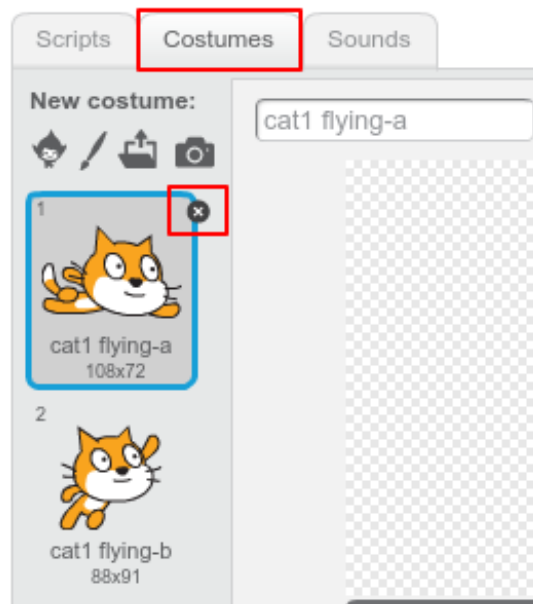 Scripts
Costumes
Sounds
New costume:
cat1 flying-a
1
cat1 flying-a
108x72
2
cat1 flying-b
88x91